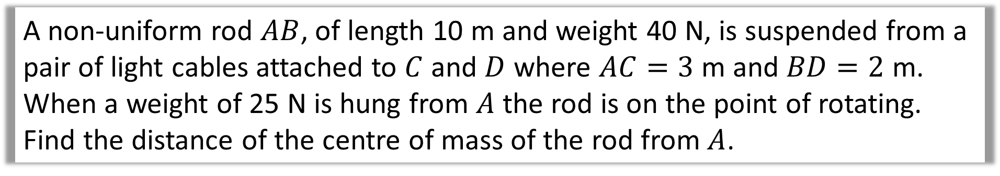 A non-uniform rod AB, of length 10 m and weight 40 N, is suspended from a
pair of light cables attached to C and D where AC = 3 m and BD = 2 m.
When a weight of 25 N is hung from A the rod is on the point of rotating.
Find the distance of the centre of mass of the rod from A.